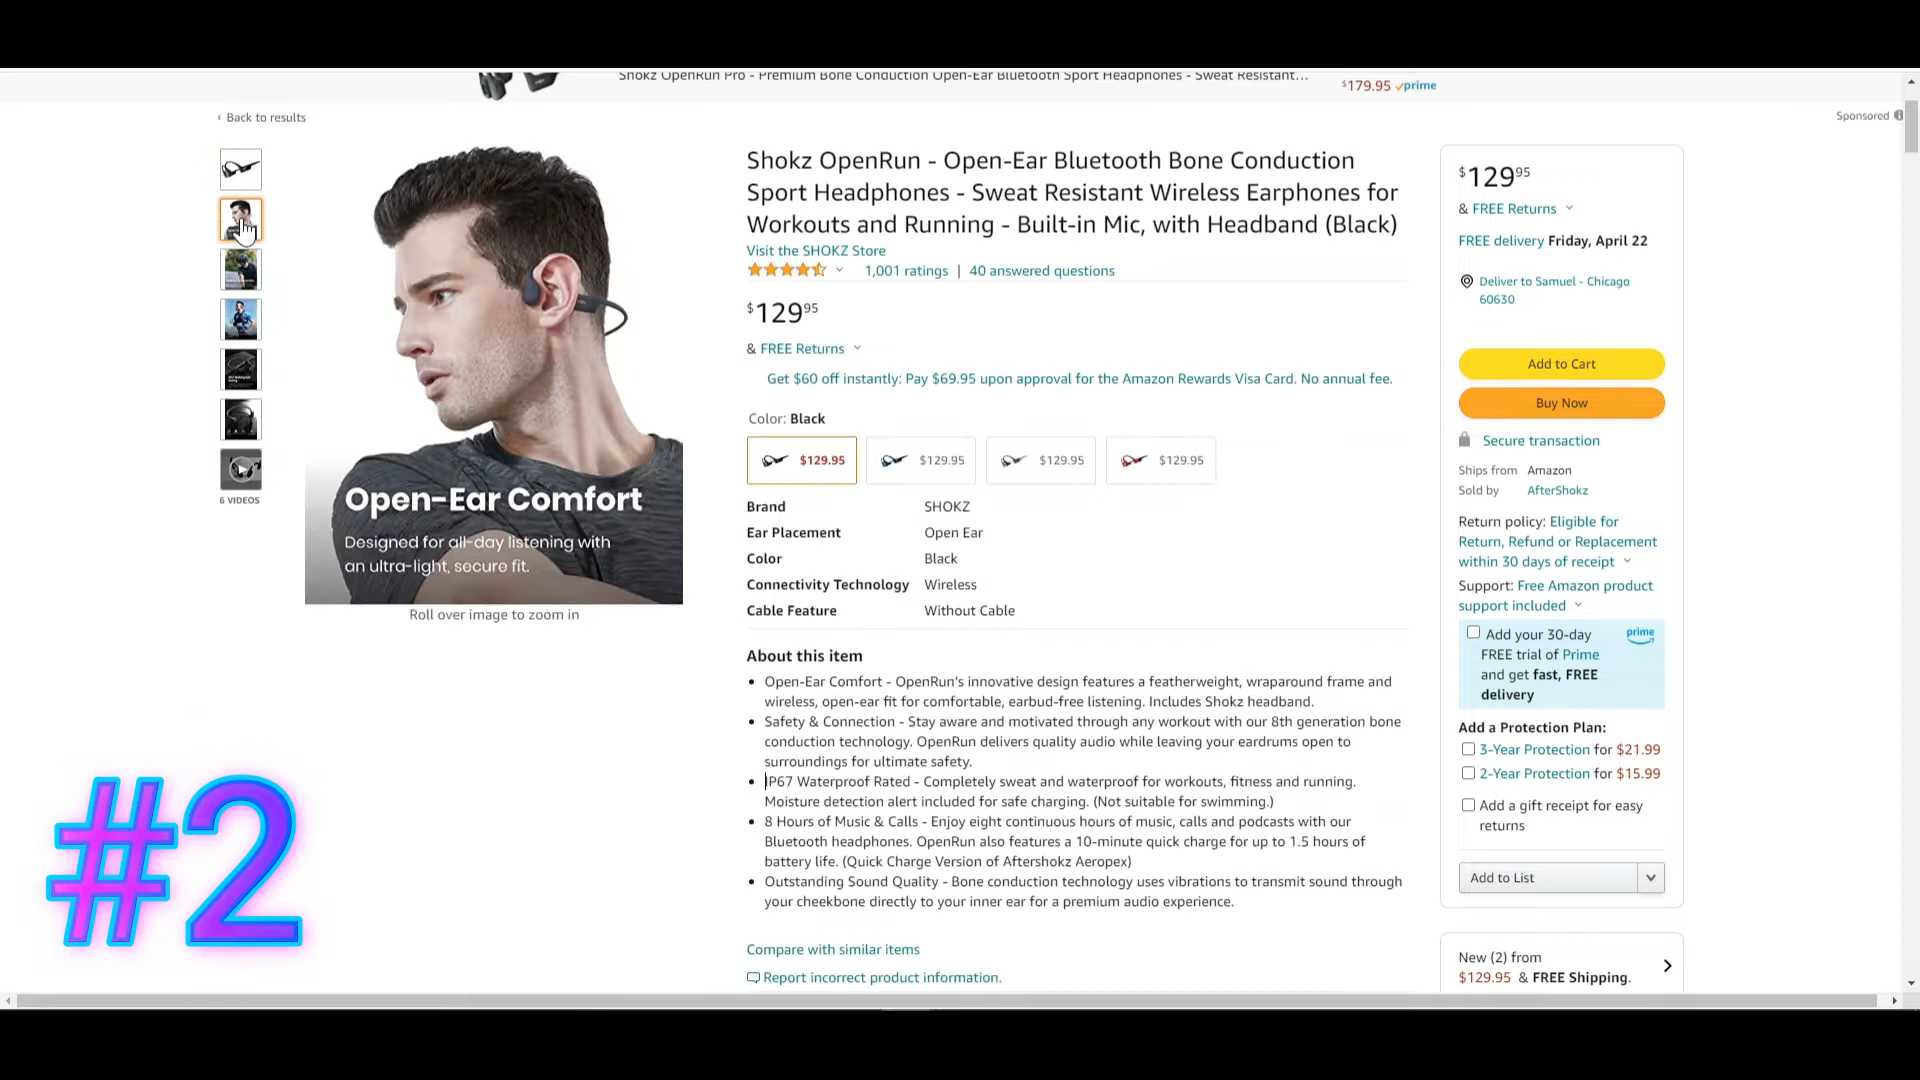 Shokz OpenRun Pro - Premium Bone Conduction Open-Ear Bluetooth Sport Headphones - Sweat Resistant...
$179.95 prime
‹ Back to results
Sponsored
Shokz OpenRun - Open-Ear Bluetooth Bone Conduction
Sport Headphones - Sweat Resistant Wireless Earphones for
Workouts and Running - Built-in Mic, with Headband (Black)
Visit the SHOKZ Store
1,001 ratings | 40 answered questions
$12995
& FREE Returns
Get $60 off instantly: Pay $69.95 upon approval for the Amazon Rewards Visa Card. No annual fee.
Color: Black
$129.95 $129.95 $129.95 $129.95
Brand SHOKZ
Ear Placement Open Ear
Color Black
Connectivity Technology Wireless
Cable Feature Without Cable
About this item
• Open-Ear Comfort - OpenRun's innovative design features a featherweight, wraparound frame and
wireless, open-ear fit for comfortable, earbud-free listening. Includes Shokz headband.
• Safety & Connection - Stay aware and motivated through any workout with our 8th generation bone
conduction technology. OpenRun delivers quality audio while leaving your eardrums open to
surroundings for ultimate safety.
• IP67 Waterproof Rated - Completely sweat and waterproof for workouts, fitness and running.
Moisture detection alert included for safe charging. (Not suitable for swimming.)
• 8 Hours of Music & Calls - Enjoy eight continuous hours of music, calls and podcasts with our
Bluetooth headphones. OpenRun also features a 10-minute quick charge for up to 1.5 hours of
battery life. (Quick Charge Version of Aftershokz Aeropex)
• Outstanding Sound Quality - Bone conduction technology uses vibrations to transmit sound through
your cheekbone directly to your inner ear for a premium audio experience.
Compare with similar items
Report incorrect product information.
6 VIDEOS
Open-Ear Comfort
Designed for all-day listening with
an ultra-light, secure fit.
Roll over image to zoom in
#2
$12995
& FREE Returns
FREE delivery Friday, April 22
Deliver to Samuel - Chicago
60630
Add to Cart
Buy Now
Secure transaction
Ships from Amazon
Sold by AfterShokz
Return policy: Eligible for
Return, Refund or Replacement
within 30 days of receipt
Support: Free Amazon product
support included
Add your 30-day
prime
FREE trial of Prime
and get fast, FREE
delivery
Add a Protection Plan:
3-Year Protection for $21.99
2-Year Protection for $15.99
Add a gift receipt for easy
returns
Add to List
New (2) from
$129.95 & FREE Shipping.